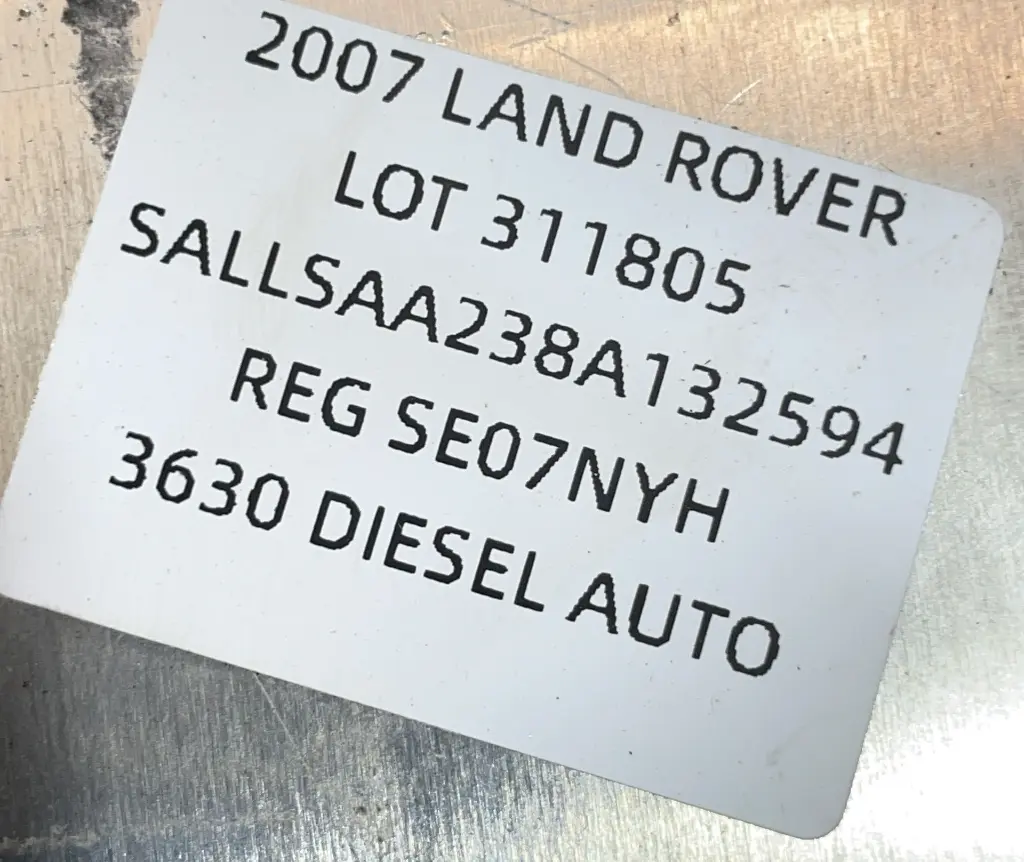 2007 LAND ROVER
LOT 311805
SALLSAA238A132594
REG SE07NYH
3630 DIESEL AUTO